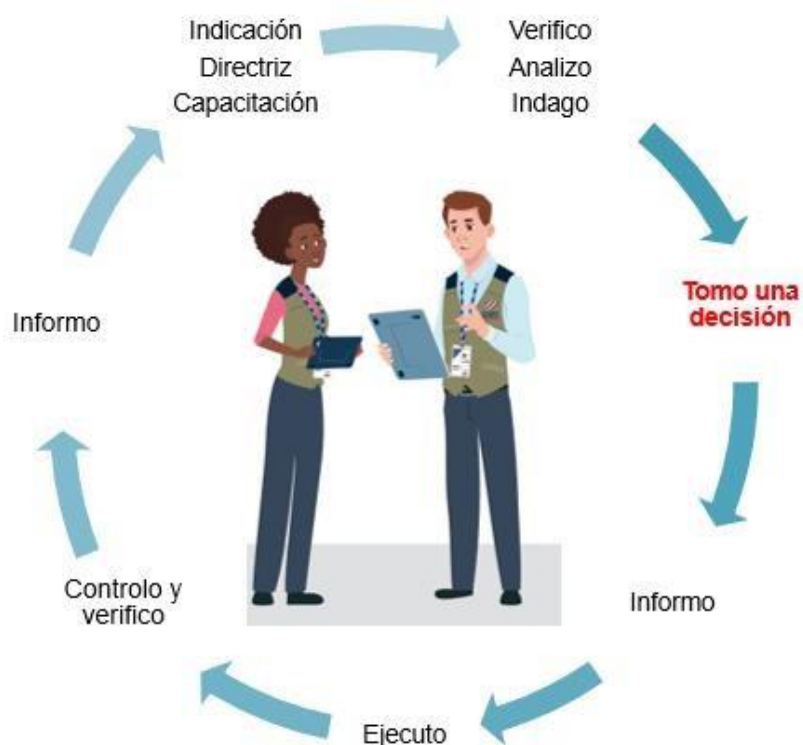 Indicación
Directriz
Capacitación
Verifico
Analizo
Indago
Tomo una
decisión
Informo
Ejecuto
Controlo y
verifico
Informo